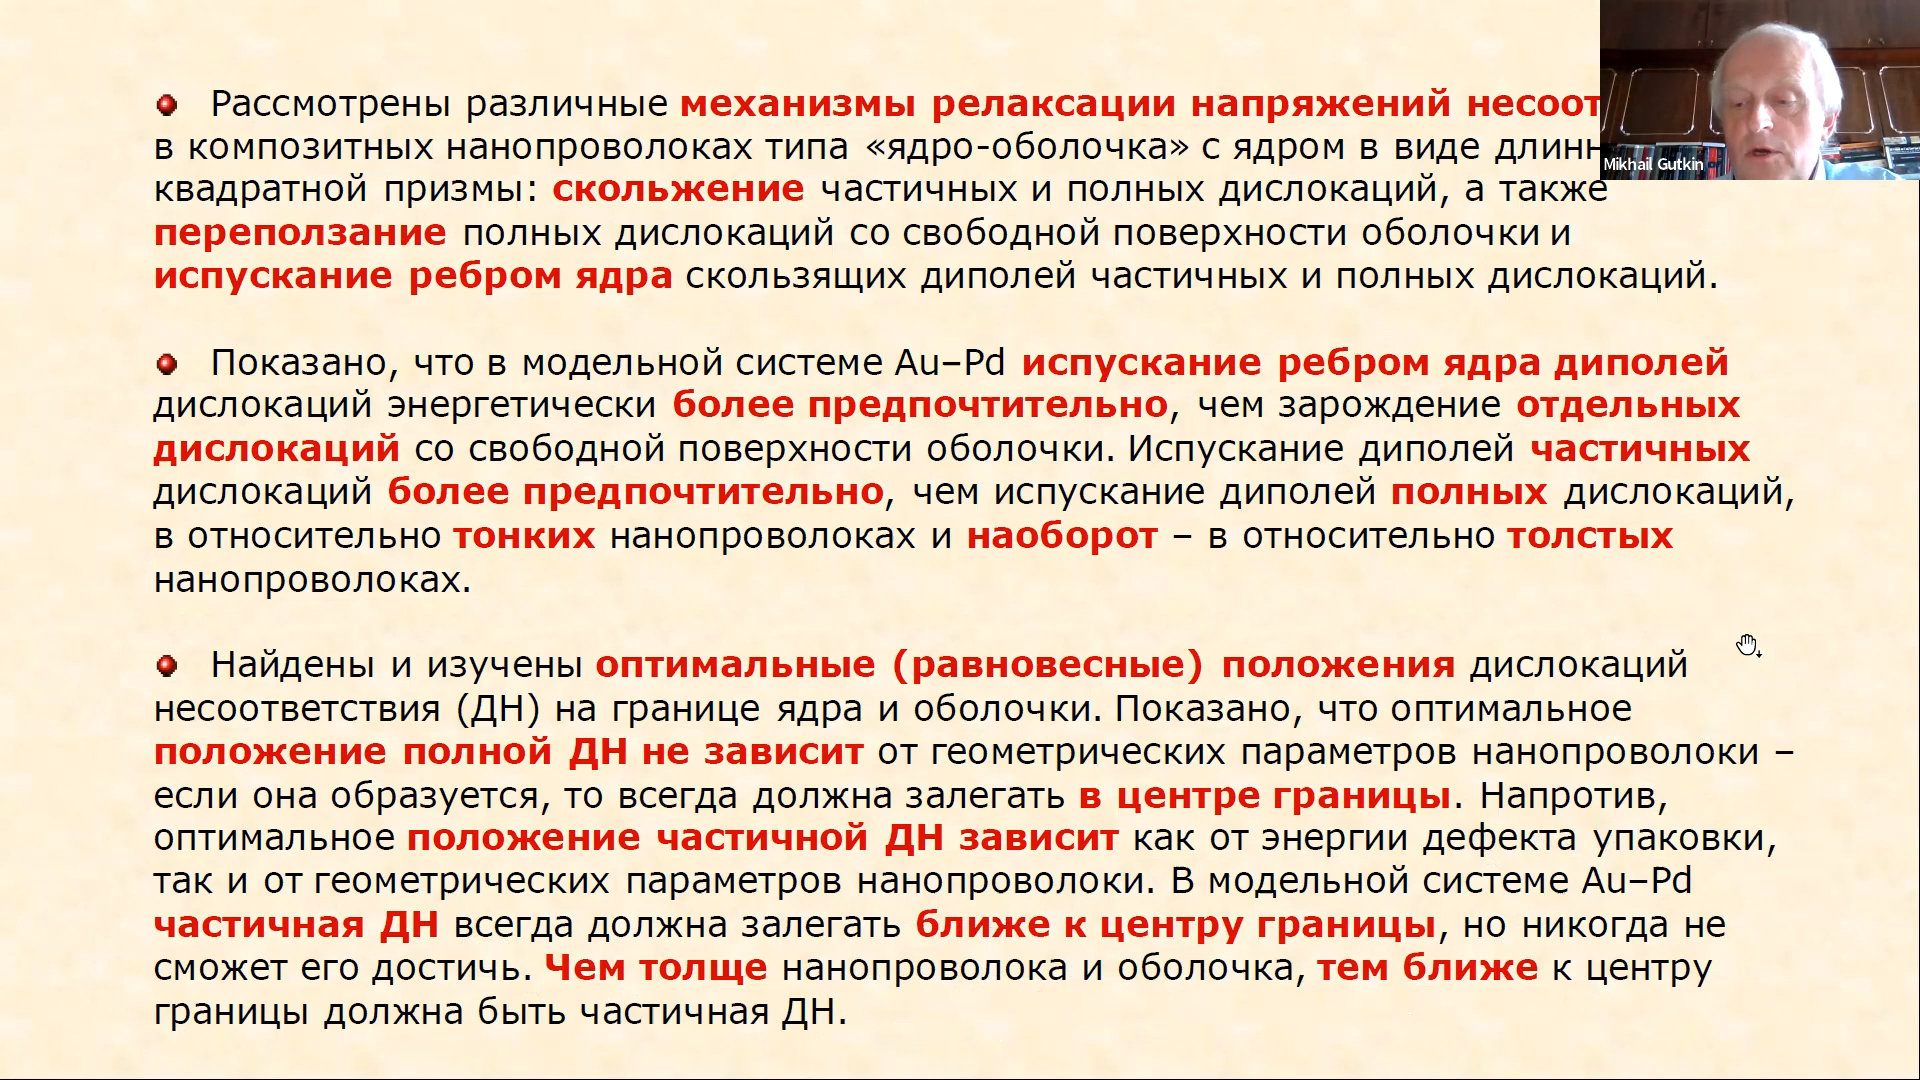 Рассмотрены различные механизмы релаксации напряжений
в композитных нанопроволоках типа «ядро-оболочка» с ядром в виде
квадратной призмы: скольжение частичных и полных дислокаций, а также
переползание полных дислокаций со свободной поверхности оболочки и
испускание ребром ядра скользящих диполей частичных и полных дислокаций.
Показано, что в модельной системе Au–Pd испускание ребром ядра диполей
дислокаций энергетически более предпочтительно, чем зарождение отдельных
дислокаций со свободной поверхности оболочки. Испускание диполей частичных
дислокаций более предпочтительно, чем испускание диполей полных дислокаций,
в относительно тонких нанопроволоках и наоборот – в относительно толстых
нанопроволоках.
Найдены и изучены оптимальные (равновесные) положения дислокаций
несоответствия (ДН) на границе ядра и оболочки. Показано, что оптимальное
положение полной ДН не зависит от геометрических параметров нанопроволоки –
если она образуется, то всегда должна залегать в центре границы. Напротив,
оптимальное положение частичной ДН зависит как от энергии дефекта упаковки,
так и от геометрических параметров нанопроволоки. В модельной системе Au–Pd
частичная ДН всегда должна залегать ближе к центру границы, но никогда не
сможет его достичь. Чем толще нанопроволока и оболочка, тем ближе к центру
границы должна быть частичная ДН.
Mikhail Gutkin